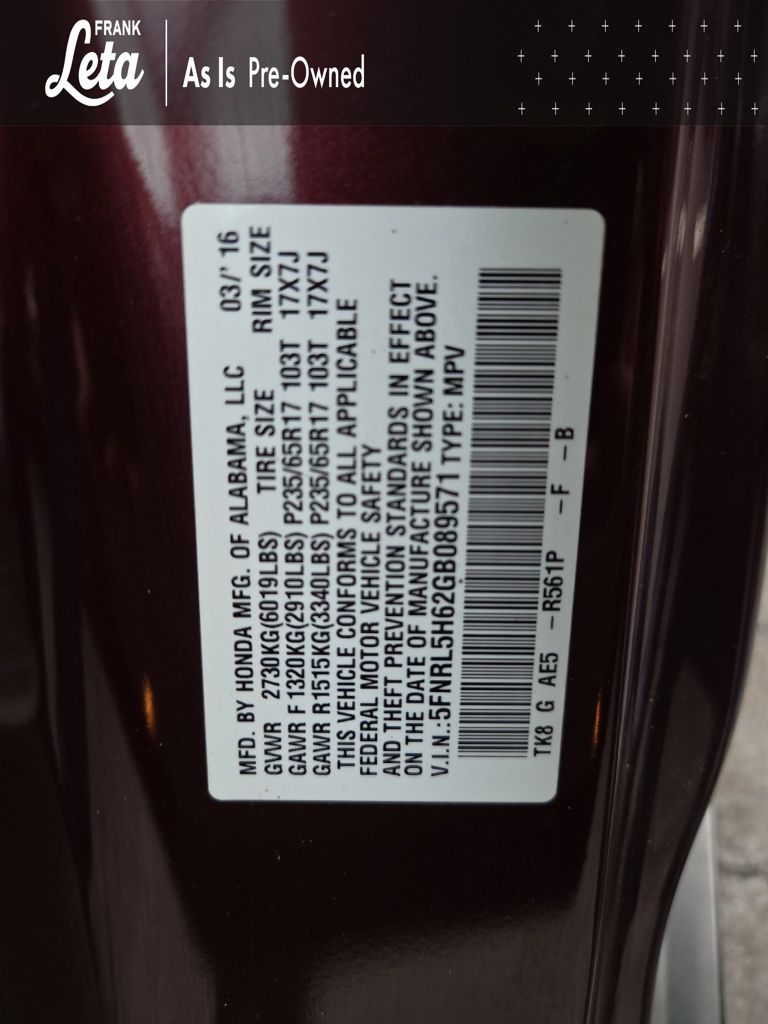 FRANK
Leta
As Is Pre-Owned
MFD. BY HONDA MFG. OF ALABAMA, LLC 03/' 16
GVWR 2730KG(6019LBS) TIRE SIZE RIM SIZE
GAWR F 1320KG(2910LBS) P235/65R17 103T 17X7J
GAWR R1515KG(3340LBS) P235/65R17 103T 17X7J
THIS VEHICLE CONFORMS TO ALL APPLICABLE
FEDERAL MOTOR VEHICLE SAFETY
AND THEFT PREVENTION STANDARDS IN EFFECT
ON THE DATE OF MANUFACTURE SHOWN ABOVE.
V.I.N.:5FNRL5H62GB089571 TYPE: MPV
TK8 G AE5 -R561P -F -B